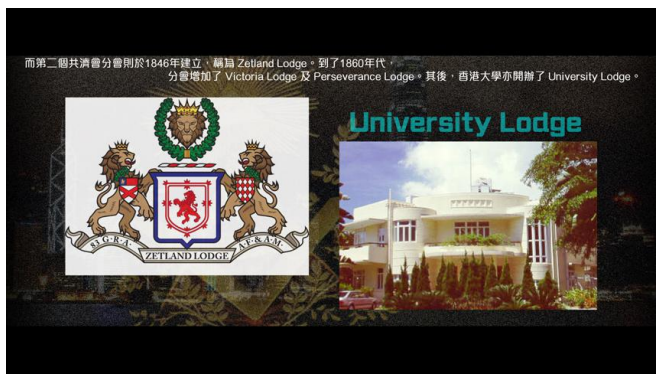 而第二個共濟會分會則於1846年建立，稱為 Zetland Lodge。到了1860年代，
分會增加了 Victoria Lodge 及 Perseverance Lodge。其後，香港大學亦開辦了 University Lodge。
University Lodge
83 G·R·A·
ZETLAND LODGE
A·F·& A·M·